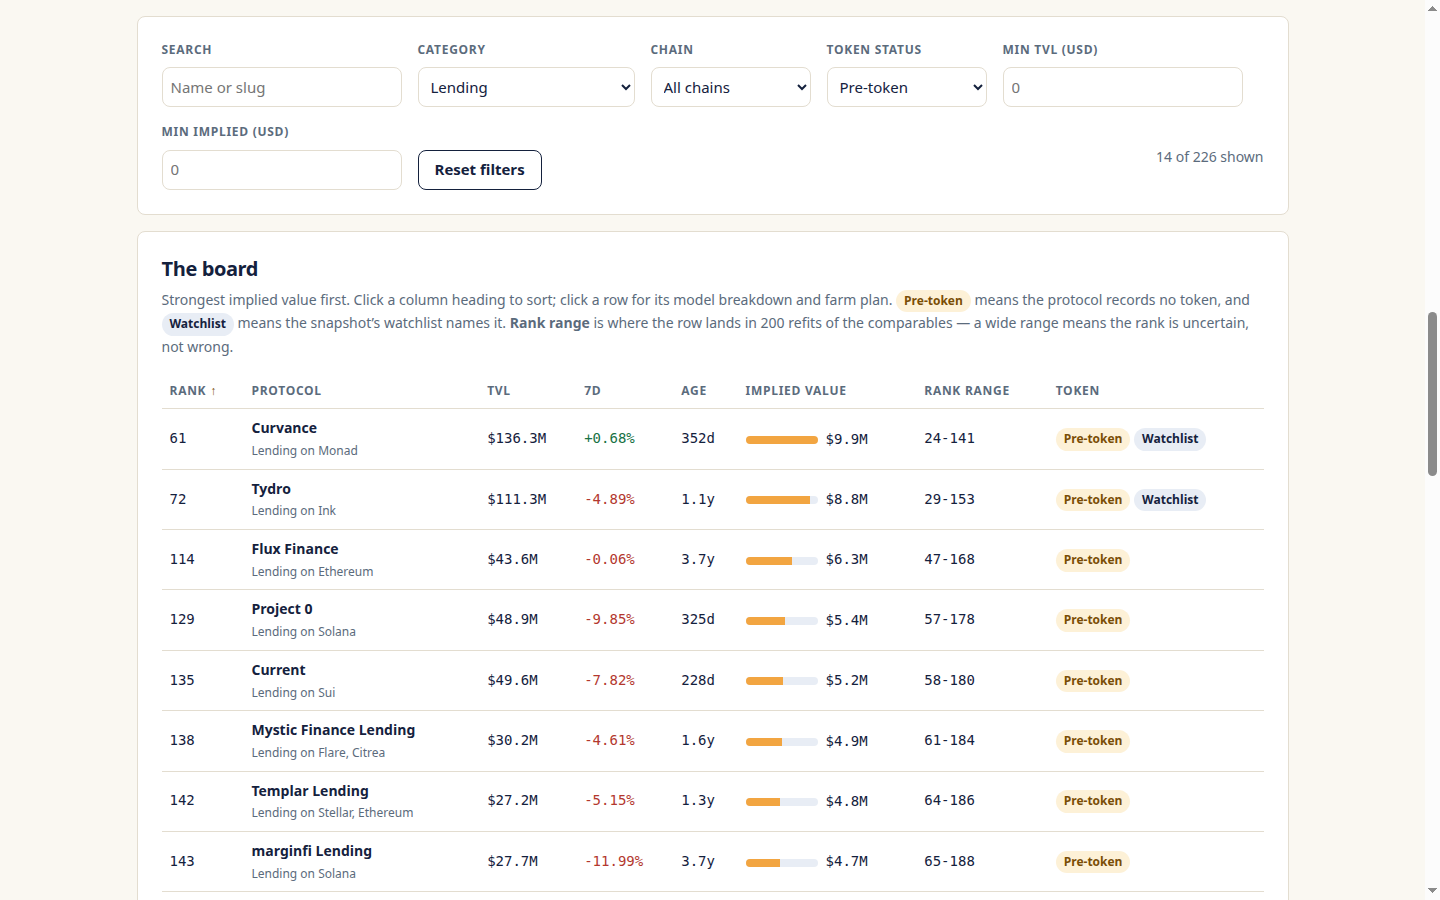 SEARCH
CATEGORY
CHAIN
TOKEN STATUS
MIN TVL (USD)
Name or slug
Lending
All chains
Pre-token
0
MIN IMPLIED (USD)
0
Reset filters
14 of 226 shown
The board
Strongest implied value first. Click a column heading to sort; click a row for its model breakdown and farm plan. Pre-token means the protocol records no token, and
Watchlist means the snapshot's watchlist names it. Rank range is where the row lands in 200 refits of the comparables — a wide range means the rank is uncertain,
not wrong.
RANK ↑ PROTOCOL TVL 7D AGE IMPLIED VALUE RANK RANGE TOKEN
61 Curvance $136.3M +0.68% 352d $9.9M 24-141 Pre-token Watchlist
Lending on Monad
72 Tydro $111.3M -4.89% 1.1y $8.8M 29-153 Pre-token Watchlist
Lending on Ink
114 Flux Finance $43.6M -0.06% 3.7y $6.3M 47-168 Pre-token
Lending on Ethereum
129 Project 0 $48.9M -9.85% 325d $5.4M 57-178 Pre-token
Lending on Solana
135 Current $49.6M -7.82% 228d $5.2M 58-180 Pre-token
Lending on Sui
138 Mystic Finance Lending $30.2M -4.61% 1.6y $4.9M 61-184 Pre-token
Lending on Flare, Citrea
142 Templar Lending $27.2M -5.15% 1.3y $4.8M 64-186 Pre-token
Lending on Stellar, Ethereum
143 marginfi Lending $27.7M -11.99% 3.7y $4.7M 65-188 Pre-token
Lending on Solana